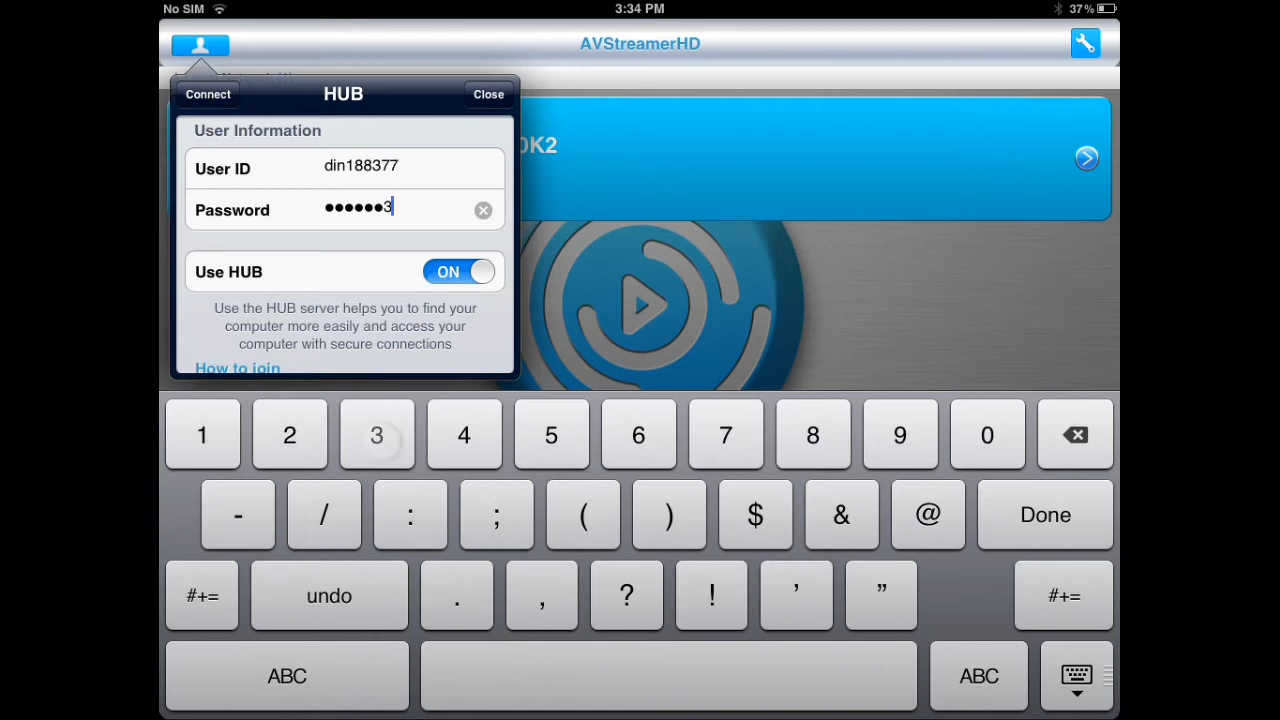 No SIM
3:34 PM
37%
AVStreamerHD
Connect
HUB
Close
User Information
User ID din188377
0K2
Password ●●●●●●3
Use HUB ON
Use the HUB server helps you to find your
computer more easily and access your
computer with secure connections
How to join
1 2 3 4 5 6 7 8 9 0
- / : ; ( ) $ & @ Done
#+= undo . , ? ! ’ ” #+=
ABC ABC